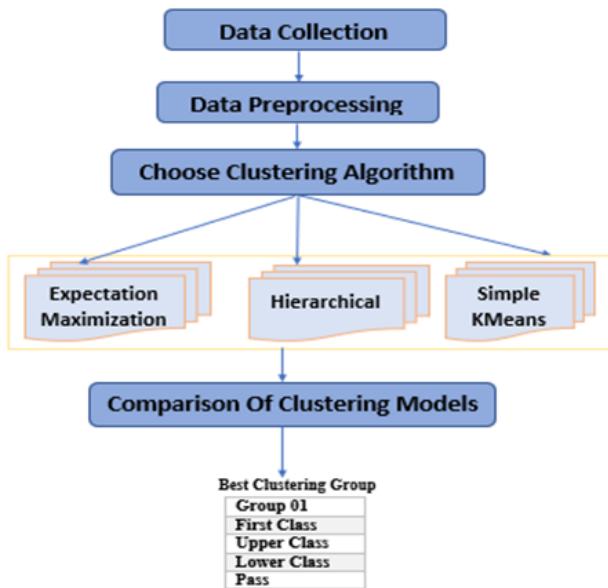 Data Collection
Data Preprocessing
Choose Clustering Algorithm
Expectation
Maximization
Hierarchical
Simple
KMeans
Comparison Of Clustering Models
Best Clustering Group
Group 01
First Class
Upper Class
Lower Class
Pass